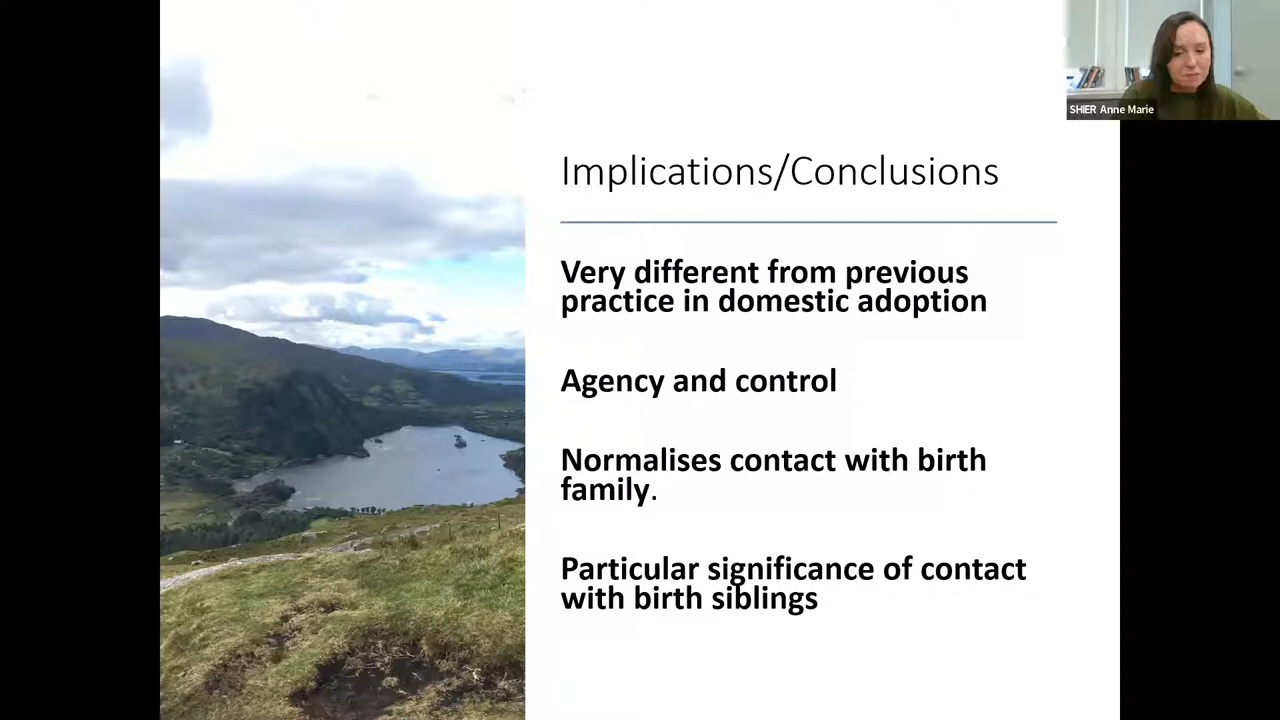 SHIER Anne Marie
Implications/Conclusions
Very different from previous
practice in domestic adoption
Agency and control
Normalises contact with birth
family.
Particular significance of contact
with birth siblings